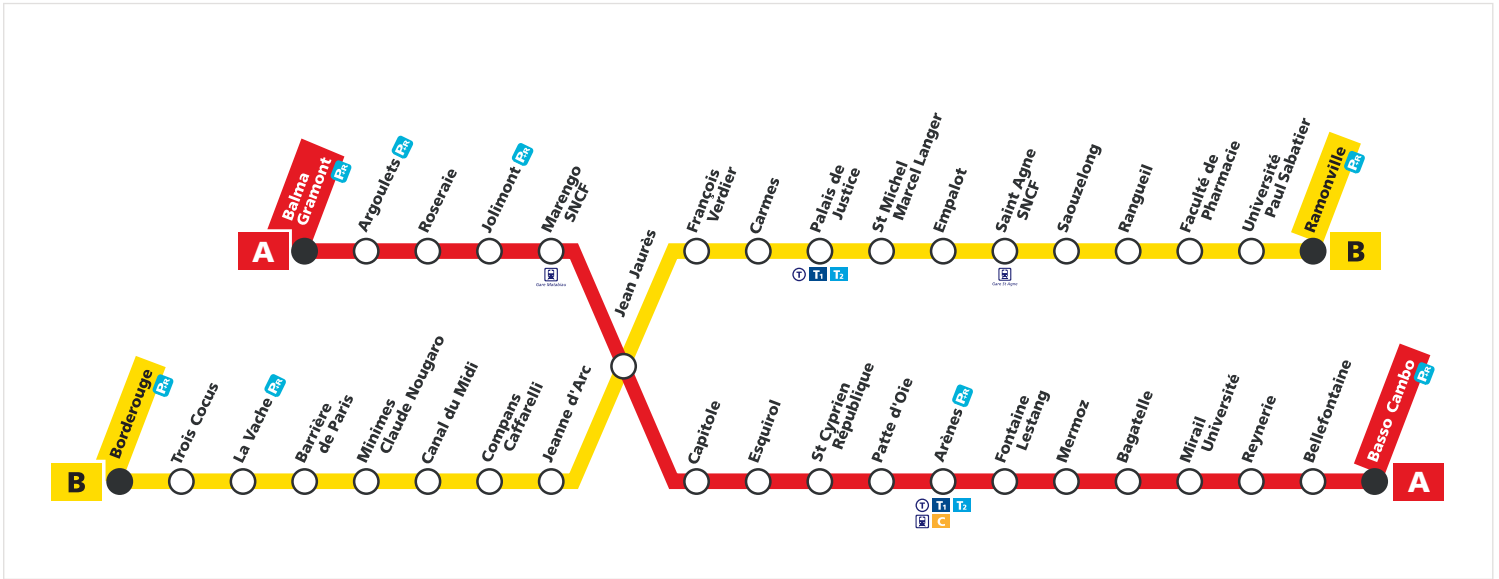 A
Balma
Gramont
P+R
Argoulets
P+R
Roseraie
Jolimont
P+R
Marengo
SNCF
Gare Matabiau
Jean Jaurès
François
Verdier
Carmes
Palais de
Justice
T T1 T2
St Michel
Marcel Langer
Empalot
Saint Agne
SNCF
Gare St Agne
Saouzelong
Rangueil
Faculté de
Pharmacie
Université
Paul Sabatier
Ramonville
P+R
B
B
Borderouge
P+R
Trois Cocus
La Vache
P+R
Barrière
de Paris
Minimes
Claude Nougaro
Canal du Midi
Compans
Caffarelli
Jeanne d'Arc
Capitole
Esquirol
St Cyprien
République
Patte d'Oie
Arènes
P+R
T T1 T2
C
Fontaine
Lestang
Mermoz
Bagatelle
Mirail
Université
Reynerie
Bellefontaine
Basso Cambo
P+R
A